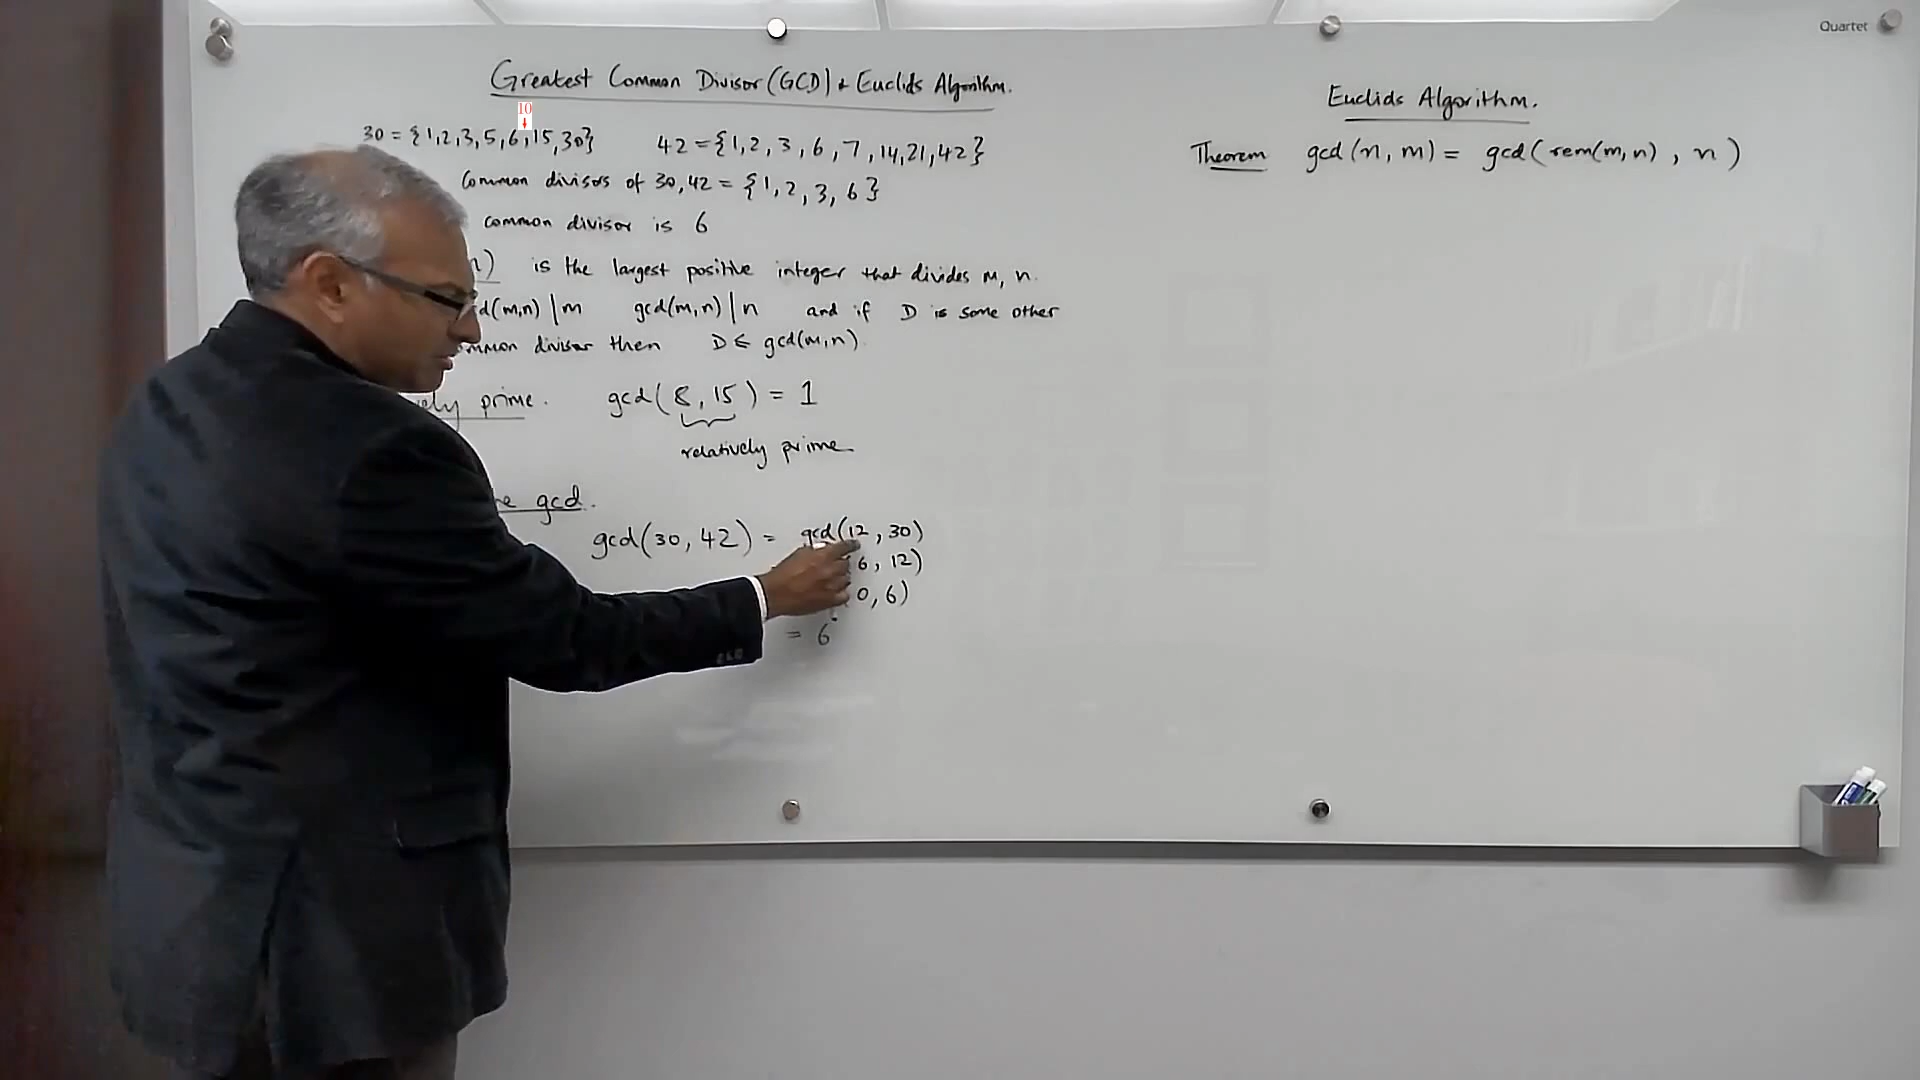 Quartet
Greatest Common Divisor (GCD) + Euclids Algorithm.
10
↓
30 = {1,2,3,5,6,15,30} 42 = {1,2,3,6,7,14,21,42}
Common divisors of 30,42 = {1,2,3,6}
common divisor is 6
) is the largest positive integer that divides m, n.
d(m,n) | m gcd(m,n) | n and if D is some other
mmon divisor then D ≤ gcd(m,n).
ely prime. gcd(8,15) = 1
relatively prime
e gcd.
gcd(30,42) = gcd(12,30)
6, 12)
0,6)
= 6
Euclids Algorithm.
Theorem gcd(n,m) = gcd(rem(m,n), n)